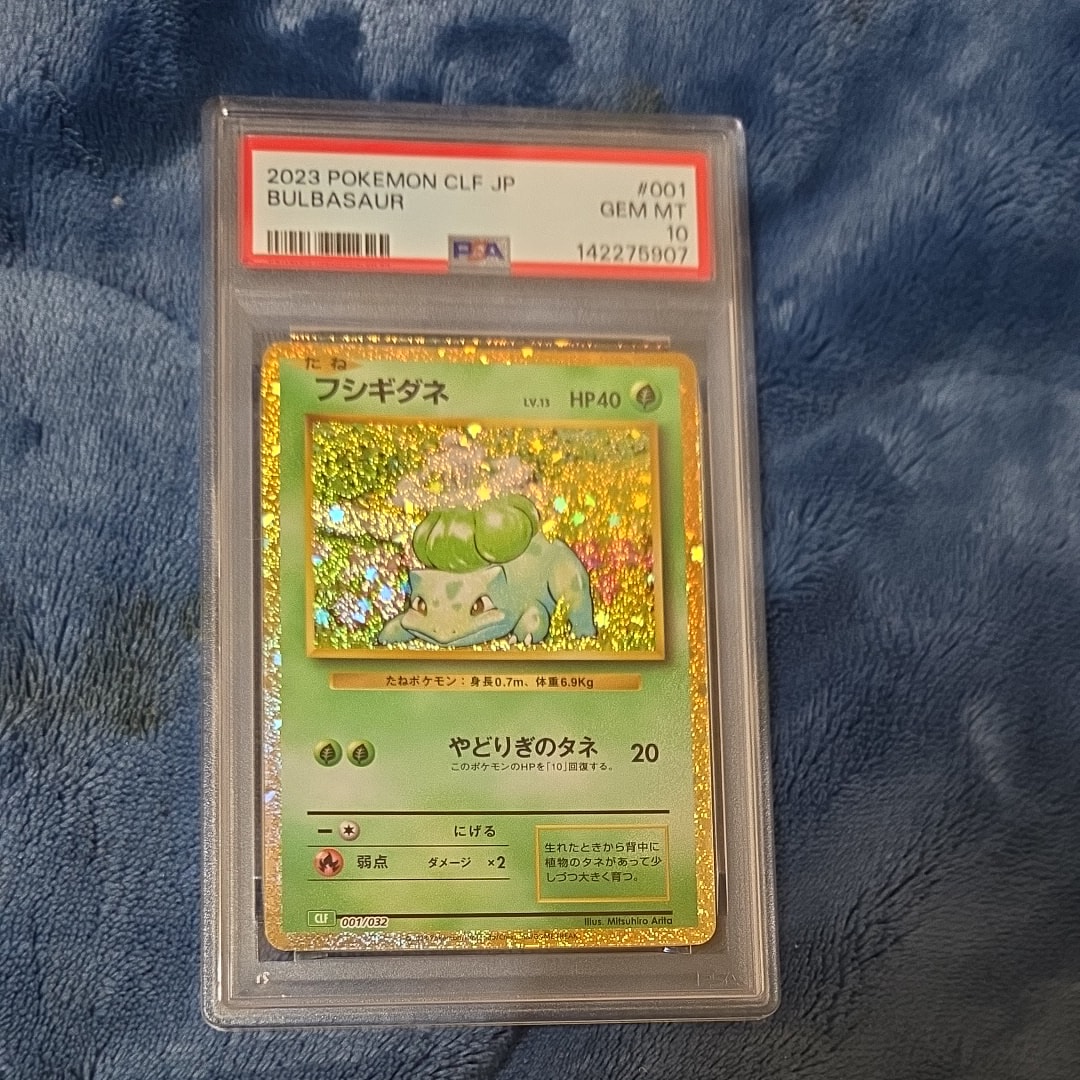 2023 POKEMON CLF JP
#001
BULBASAUR
GEM MT
10
PSA
142275907
たね
フシギダネ
LV.13
HP40
たねポケモン：身長0.7m、体重6.9Kg
やどりぎのタネ 20
このポケモンのHPを「10」回復する。
にげる
弱点 ダメージ ×2
生れたときから背中に
植物のタネがあって少
しづつ大きく育つ。
CLF 001/032
Illus. Mitsuhiro Arita